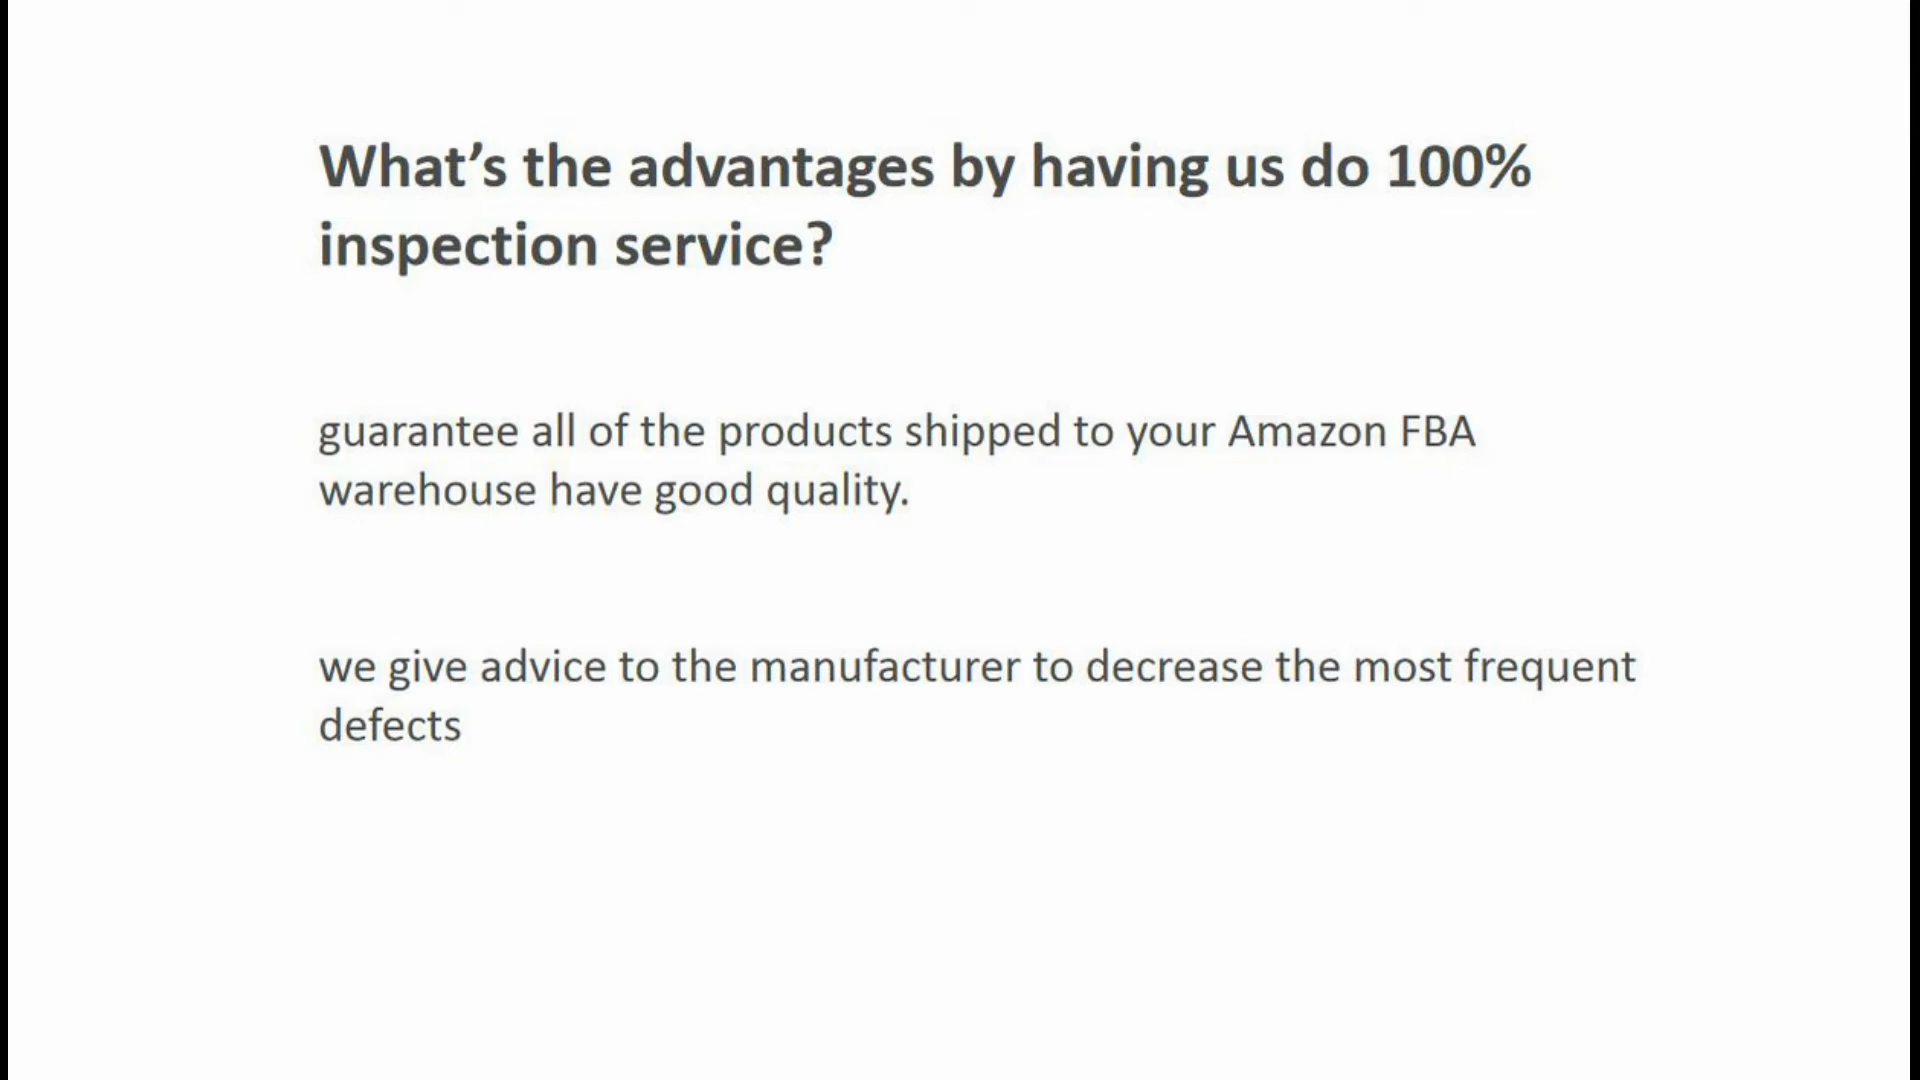 What’s the advantages by having us do 100%
inspection service?
guarantee all of the products shipped to your Amazon FBA
warehouse have good quality.
we give advice to the manufacturer to decrease the most frequent
defects